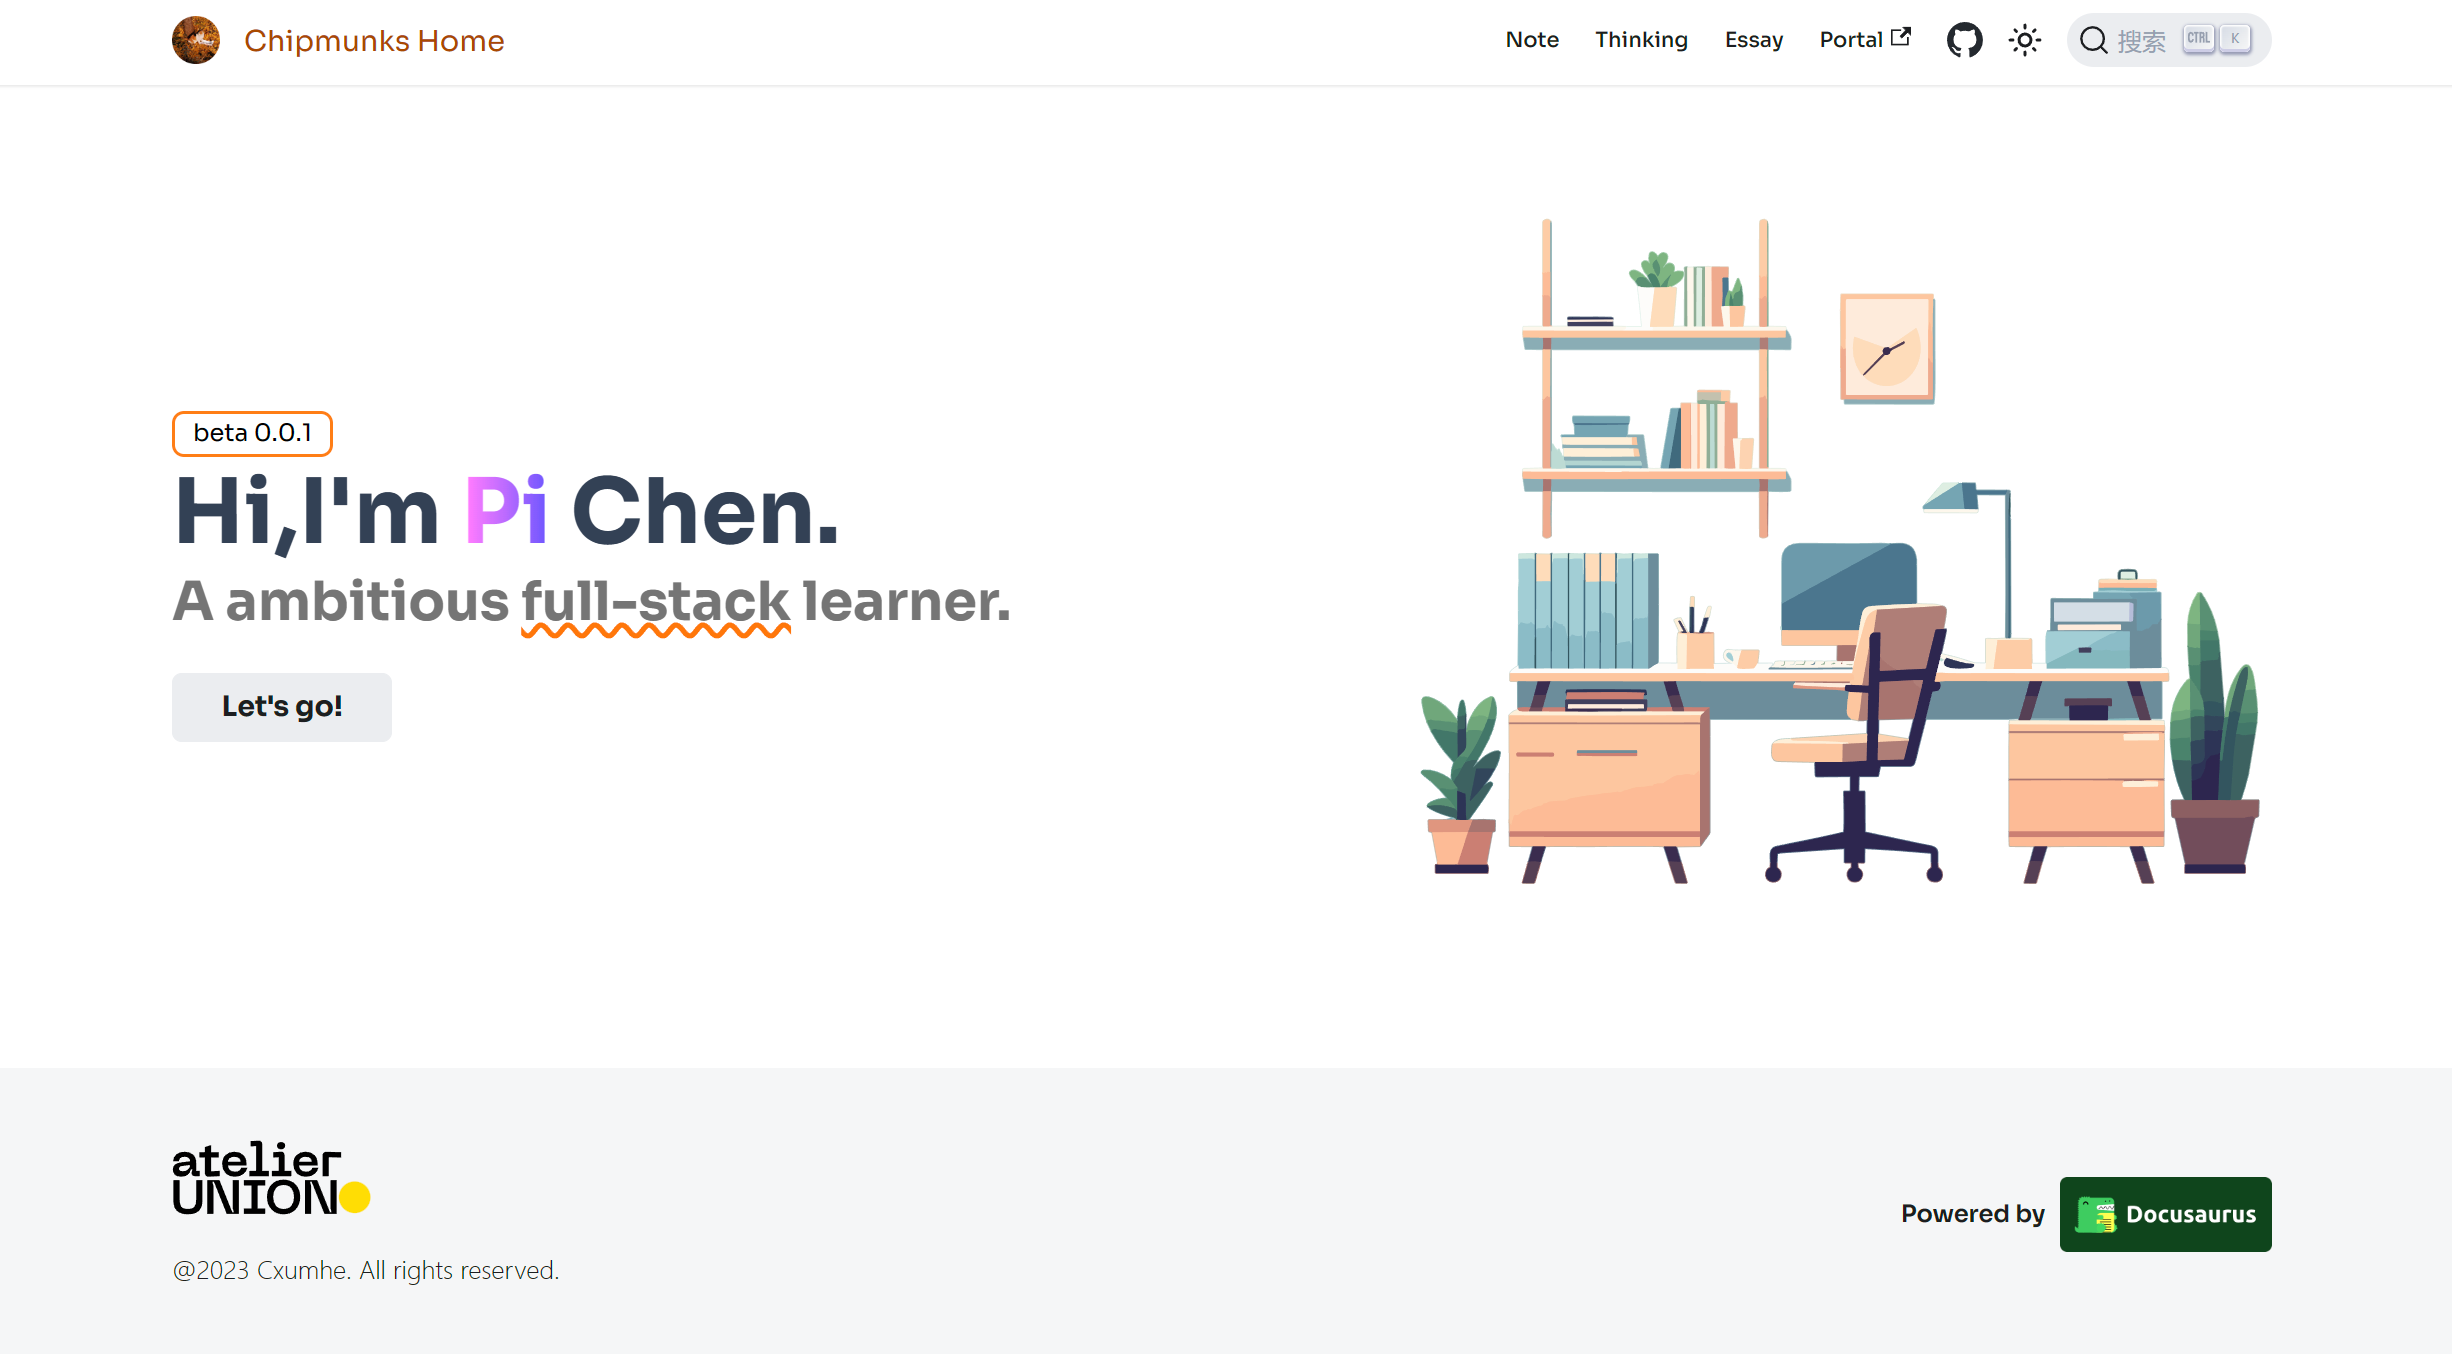 Chipmunks Home
Note Thinking Essay Portal 搜索 CTRL K
beta 0.0.1
Hi,I'm Pi Chen.
A ambitious full-stack learner.
Let's go!
atelier
UNION
Powered by Docusaurus
@2023 Cxumhe. All rights reserved.